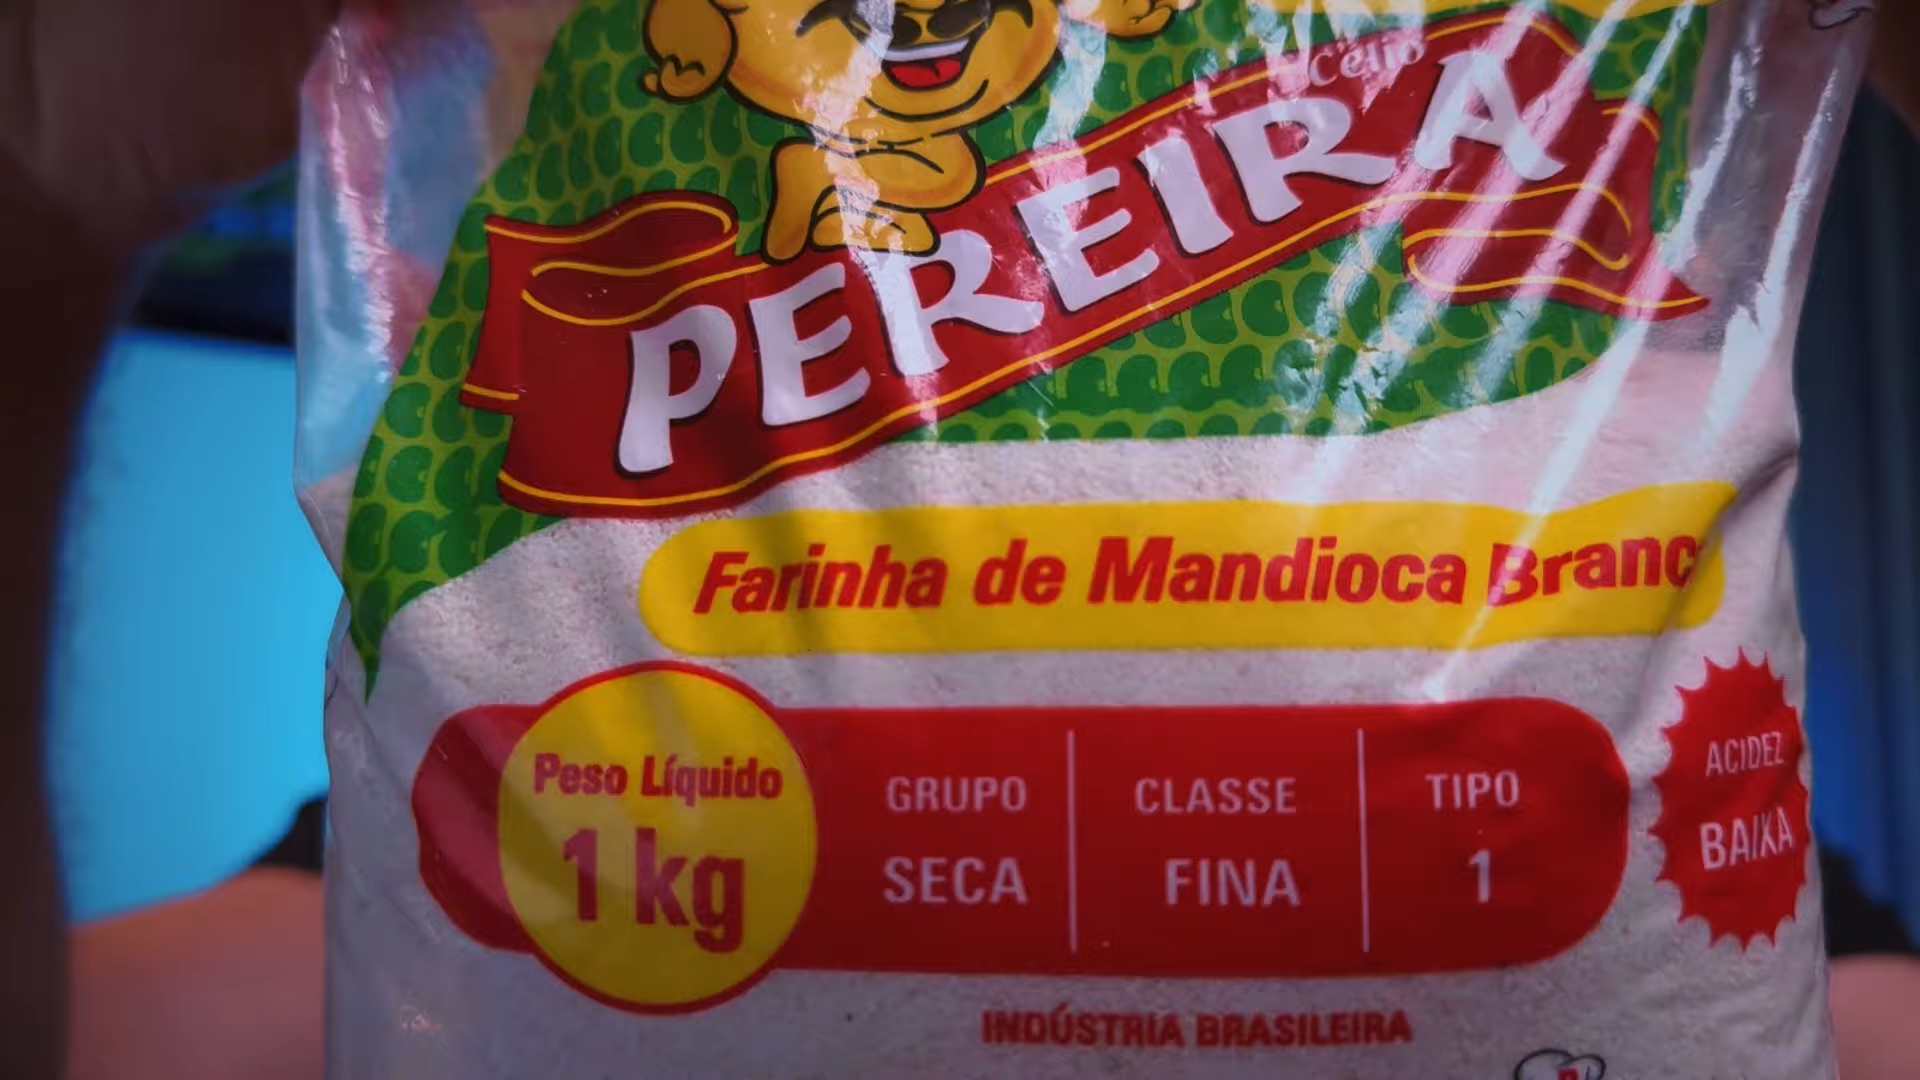 Célio
PEREIRA
Farinha de Mandioca Branc
Peso Líquido
1 kg
GRUPO
SECA
CLASSE
FINA
TIPO
1
ACIDEZ
BAIXA
INDÚSTRIA BRASILEIRA